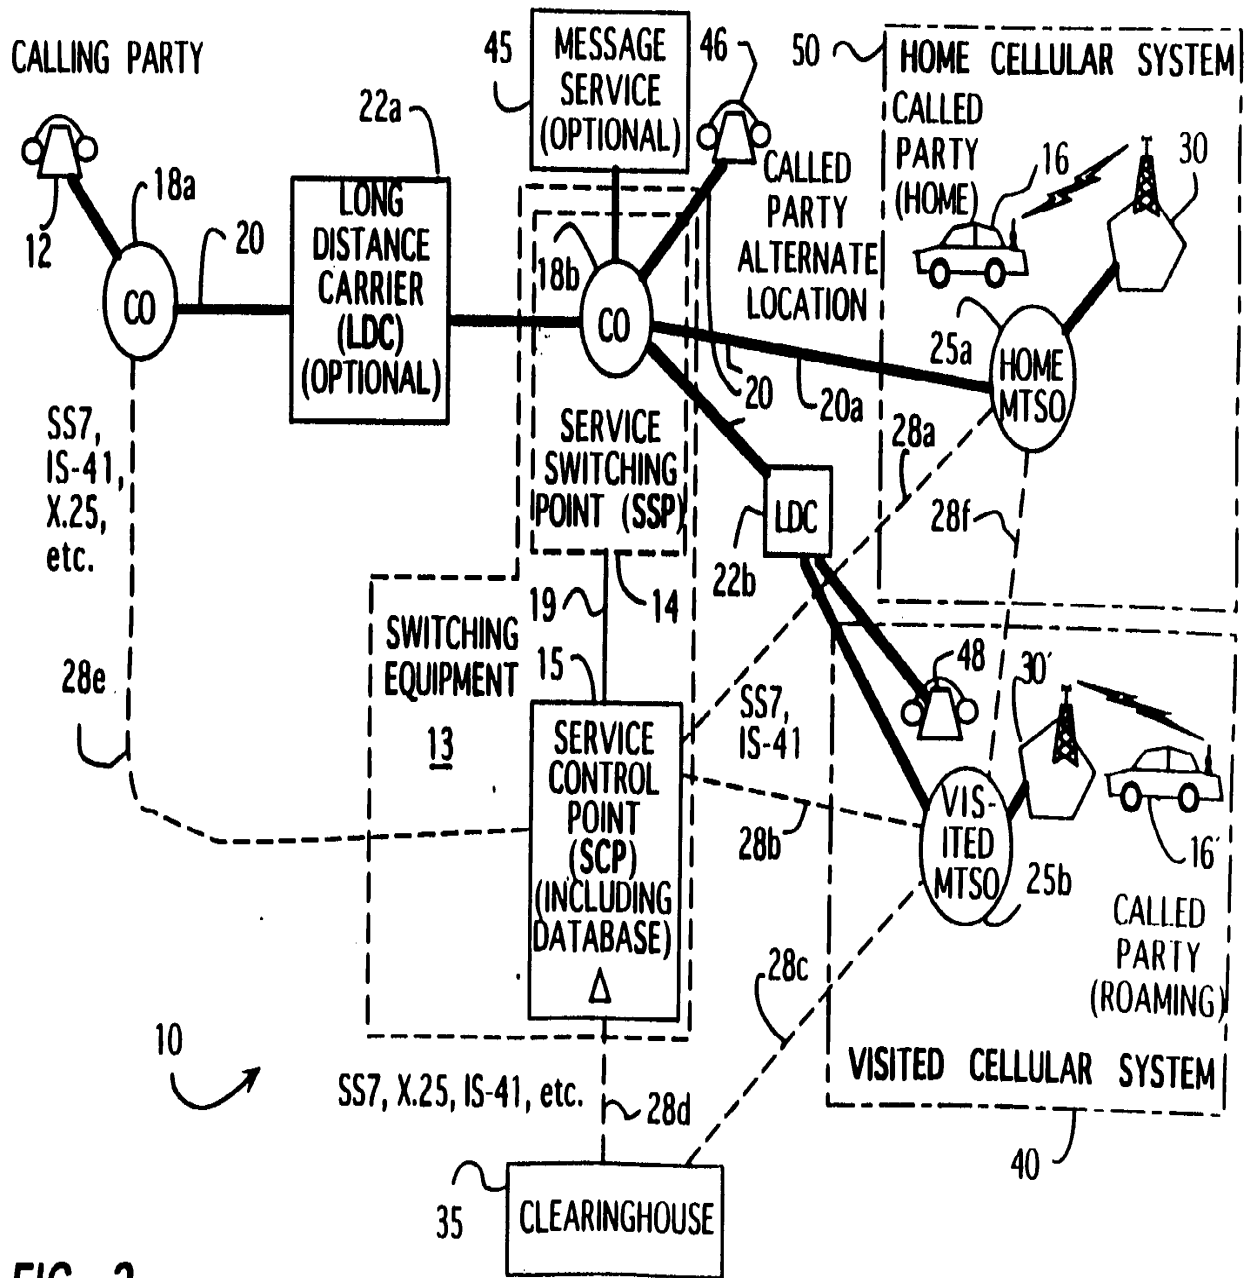 CALLING PARTY
12
18a
CO
20
22a
LONG
DISTANCE
CARRIER
(LDC)
(OPTIONAL)
45
MESSAGE
SERVICE
(OPTIONAL)
46
CALLED
PARTY
ALTERNATE
LOCATION
18b
CO
SERVICE
SWITCHING
POINT (SSP)
20
20
20a
50
HOME CELLULAR SYSTEM
CALLED
PARTY
(HOME)
16
30
25a
HOME
MTSO
28a
28f
LDC
22b
SS7,
IS-41,
X.25,
etc.
28e
SWITCHING
EQUIPMENT
13
19
14
15
SERVICE
CONTROL
POINT
(SCP)
(INCLUDING
DATABASE)
Δ
SS7,
IS-41
28b
48
30'
VIS-
ITED
MTSO
25b
16'
CALLED
PARTY
(ROAMING)
VISITED CELLULAR SYSTEM
40
28c
10
SS7, X.25, IS-41, etc.
28d
35
CLEARINGHOUSE